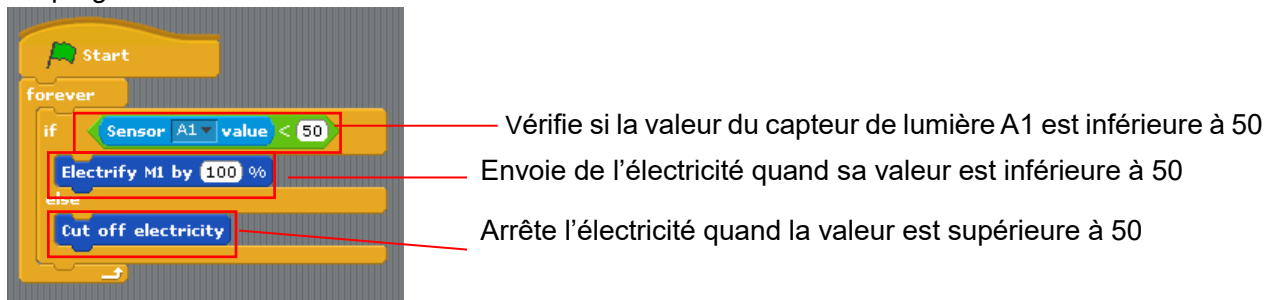 Start
forever
if Sensor A1 value < 50
Vérifie si la valeur du capteur de lumière A1 est inférieure à 50
Electrify M1 by 100 %
Envoie de l’électricité quand sa valeur est inférieure à 50
else
Cut off electricity
Arrête l’électricité quand la valeur est supérieure à 50